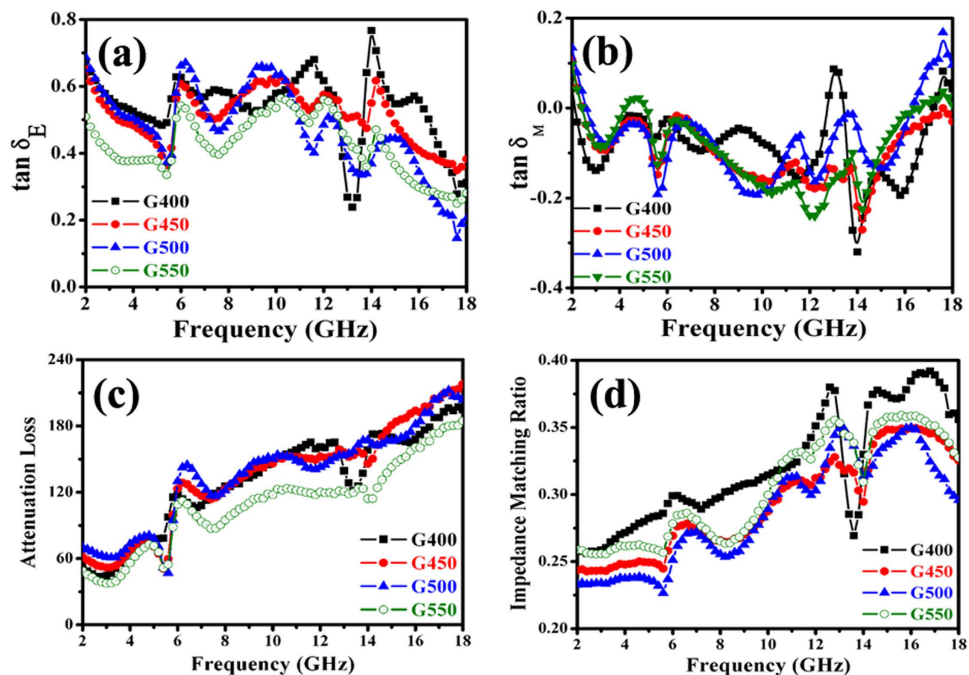 (a)
tan δE
0.8
0.6
0.4
0.2
0.0
G400
G450
G500
G550
2 4 6 8 10 12 14 16 18
Frequency (GHz)
(b)
tan δM
0.2
0.0
-0.2
-0.4
G400
G450
G500
G550
2 4 6 8 10 12 14 16 18
Frequency (GHz)
(c)
Attenuation Loss
240
180
120
60
0
G400
G450
G500
G550
2 4 6 8 10 12 14 16 18
Frequency (GHz)
(d)
Impedance Matching Ratio
0.40
0.35
0.30
0.25
0.20
G400
G450
G500
G550
2 4 6 8 10 12 14 16 18
Frequency (GHz)